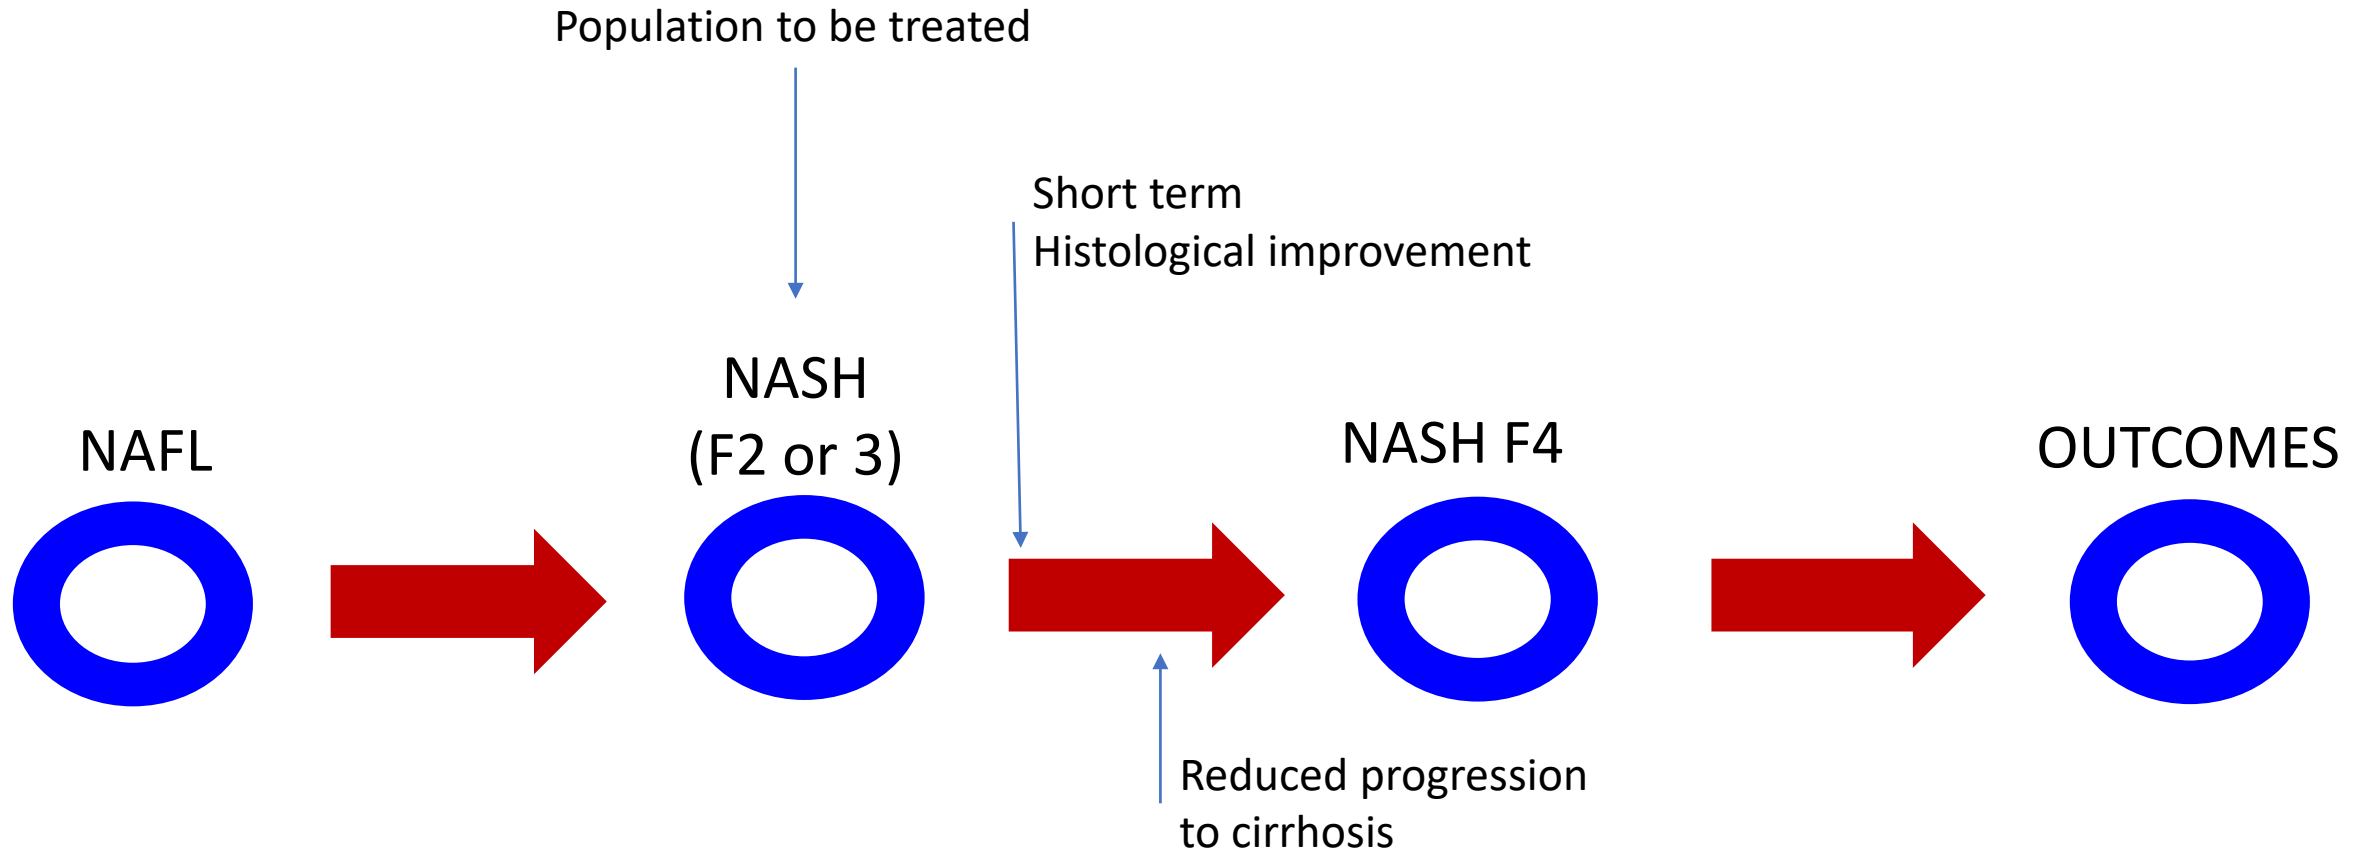 Population to be treated
Short term
Histological improvement
NAFL
NASH
(F2 or 3)
NASH F4
OUTCOMES
Reduced progression
to cirrhosis